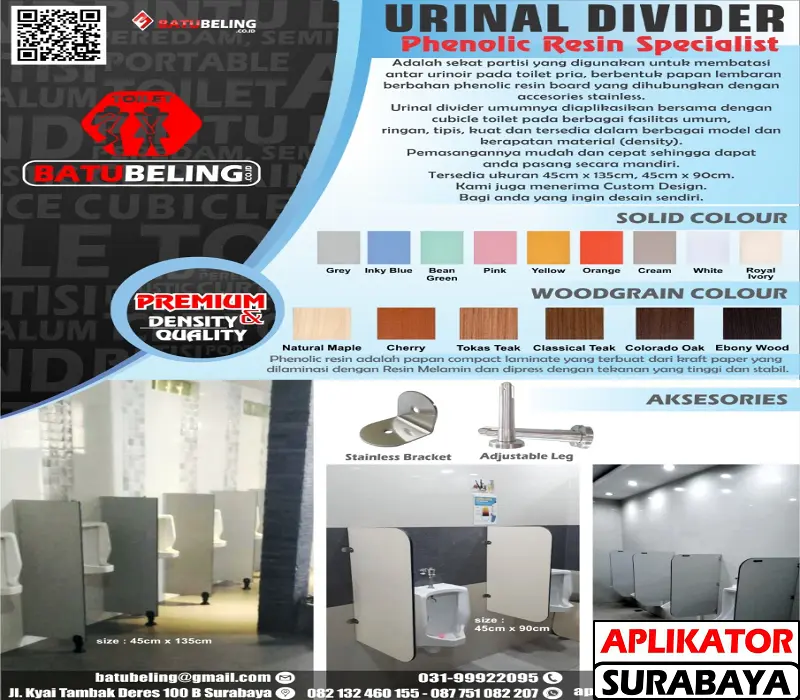 BATUBELING
.CO.ID
URINAL DIVIDER
Phenolic Resin Specialist
Adalah sekat partisi yang digunakan untuk membatasi
antar urinoir pada toilet pria, berbentuk papan lembaran
berbahan phenolic resin board yang dihubungkan dengan
accesories stainless.
Urinal divider umumnya diaplikasikan bersama dengan
cubicle toilet pada berbagai fasilitas umum,
ringan, tipis, kuat dan tersedia dalam berbagai model dan
kerapatan material (density).
Pemasangannya mudah dan cepat sehingga dapat
anda pasang secara mandiri.
Tersedia ukuran 45cm x 135cm, 45cm x 90cm.
Kami juga menerima Custom Design.
Bagi anda yang ingin desain sendiri.
TOILET
BATUBELING
.CO.ID
SOLID COLOUR
Grey
Inky Blue
Bean
Green
Pink
Yellow
Orange
Cream
White
Royal
Ivory
PREMIUM
DENSITY &
QUALITY
WOODGRAIN COLOUR
Natural Maple
Cherry
Tokas Teak
Classical Teak
Colorado Oak
Ebony Wood
Phenolic resin adalah papan compact laminate yang terbuat dari kraft paper yang
dilaminasi dengan Resin Melamin dan dipress dengan tekanan yang tinggi dan stabil.
AKSESORIES
Stainless Bracket
Adjustable Leg
size : 45cm x 135cm
size :
45cm x 90cm
APLIKATOR
SURABAYA
batubeling@gmail.com
031-99922095
Jl. Kyai Tambak Deres 100 B Surabaya
082 132 460 155 - 087 751 082 207